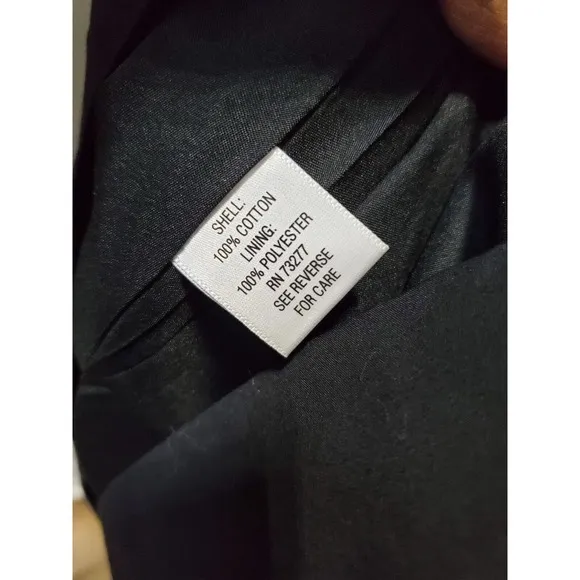 SHELL:
100% COTTON
LINING:
100% POLYESTER
RN 73277
SEE REVERSE
FOR CARE